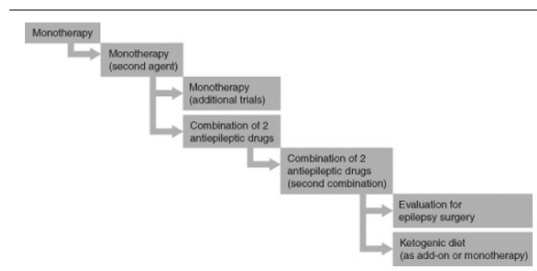 Monotherapy
Monotherapy
(second agent)
Monotherapy
(additional trials)
Combination of 2
antiepileptic drugs
Combination of 2
antiepileptic drugs
(second combination)
Evaluation for
epilepsy surgery
Ketogenic diet
(as add-on or monotherapy)